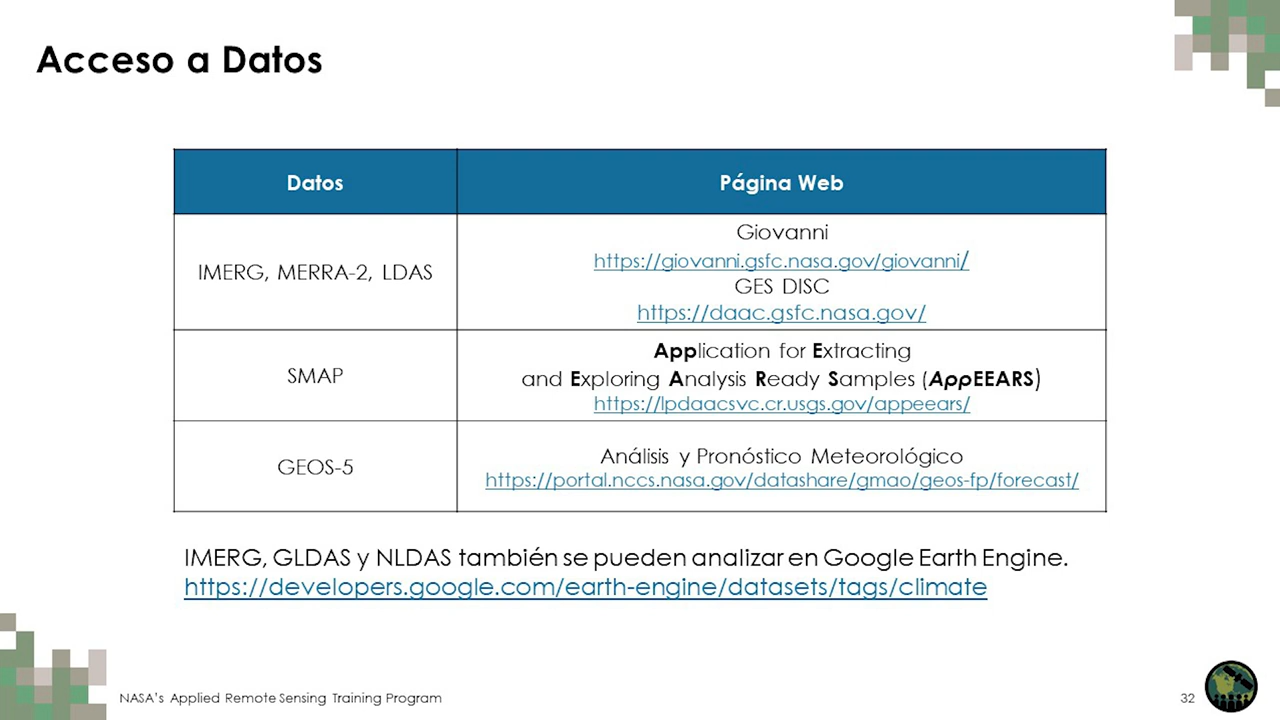 Acceso a Datos
Datos
Página Web
IMERG, MERRA-2, LDAS
Giovanni
https://giovanni.gsfc.nasa.gov/giovanni/
GES DISC
https://daac.gsfc.nasa.gov/
SMAP
Application for Extracting
and Exploring Analysis Ready Samples (AρρEEARS)
https://lpdaacsvc.cr.usgs.gov/appeears/
GEOS-5
Análisis y Pronóstico Meteorológico
https://portal.nccs.nasa.gov/datashare/gmao/geos-fp/forecast/
IMERG, GLDAS y NLDAS también se pueden analizar en Google Earth Engine.
https://developers.google.com/earth-engine/datasets/tags/climate
NASA's Applied Remote Sensing Training Program
32